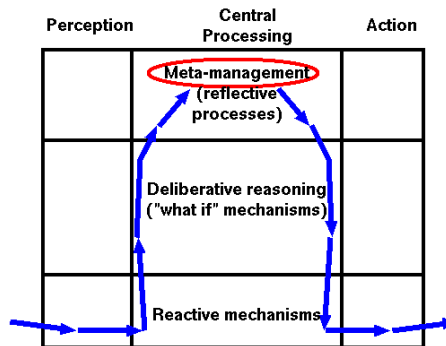 Perception
Central
Processing
Action
Meta-management
(reflective
processes)
Deliberative reasoning
("what if" mechanisms)
Reactive mechanisms